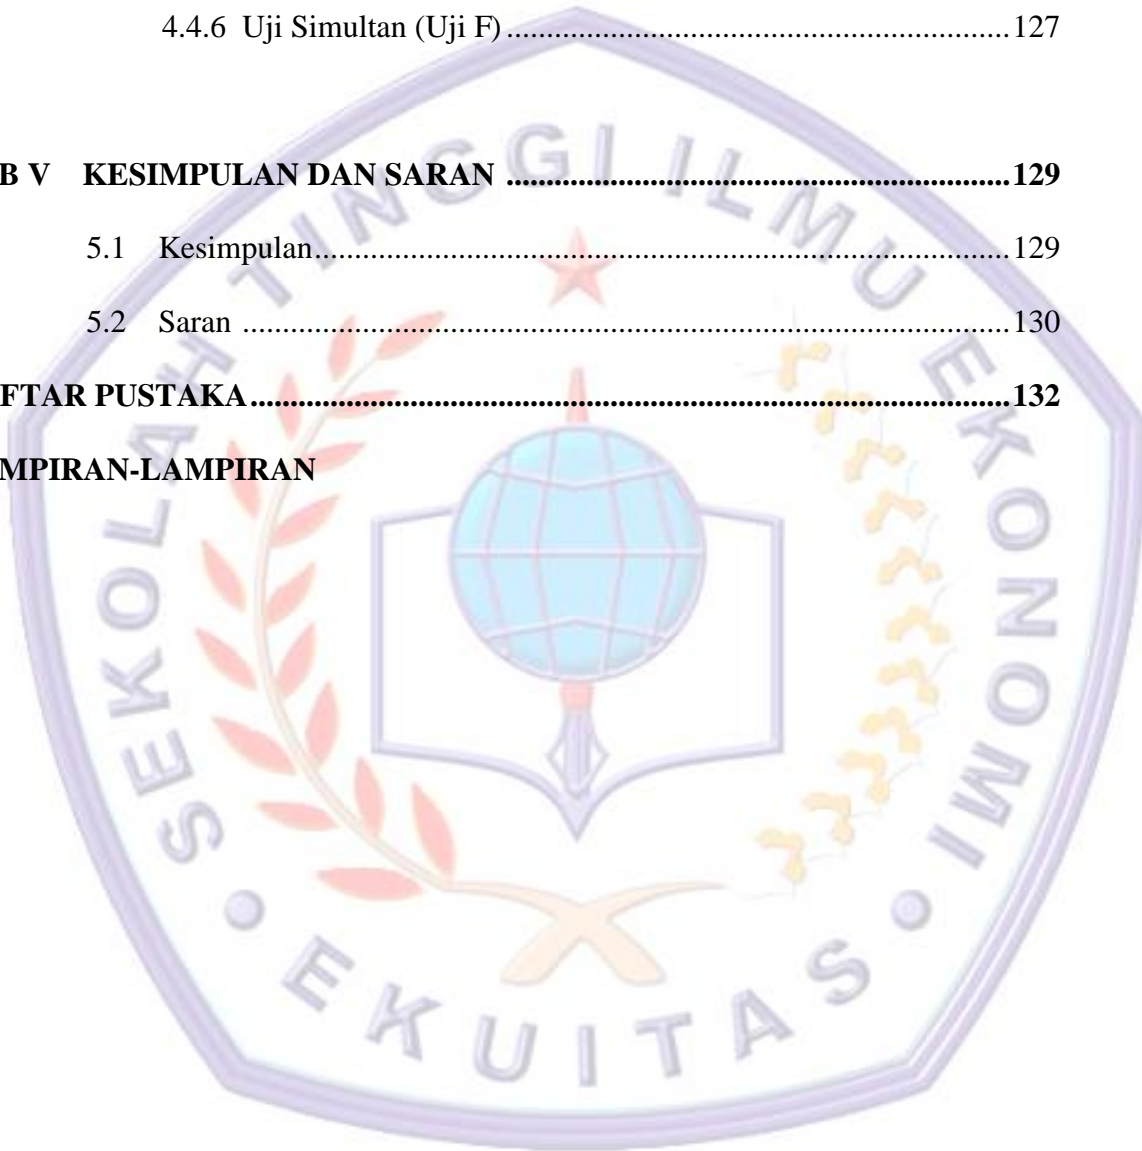 4.4.6 Uji Simultan (Uji F) ................................................................ 127
B V KESIMPULAN DAN SARAN ................................................................ 129
5.1 Kesimpulan ................................................................ 129
5.2 Saran ................................................................ 130
FTAR PUSTAKA ................................................................ 132
MPIRAN-LAMPIRAN
SEKOLAH TINGGI ILMU EKONOMI
EKUITAS